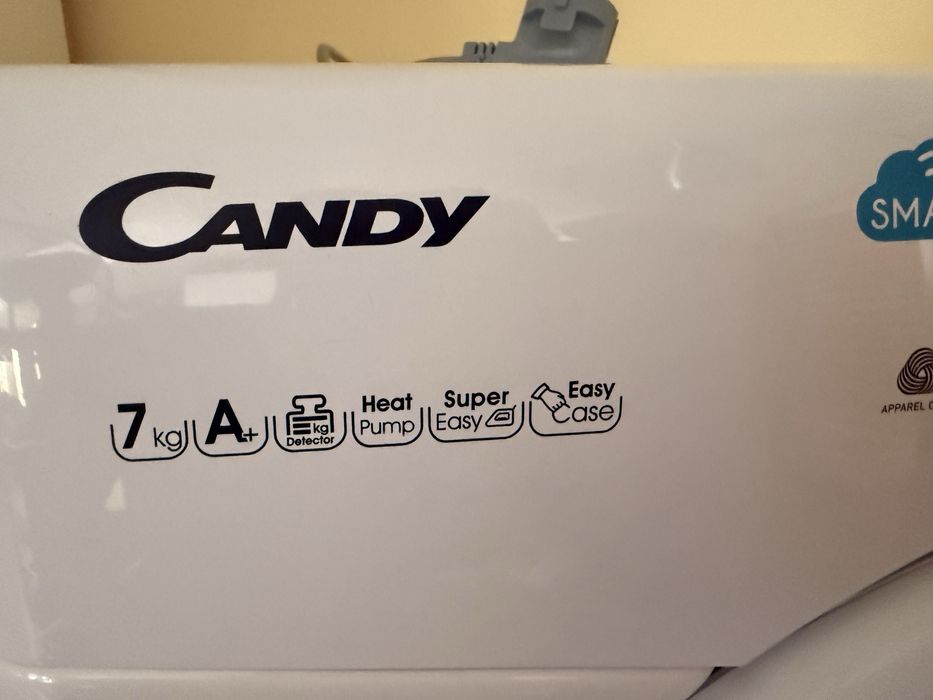 CANDY
SMA
7 kg
A+
kg
Detector
Heat
Pump
Super
Easy
Easy
Case
APPAREL C